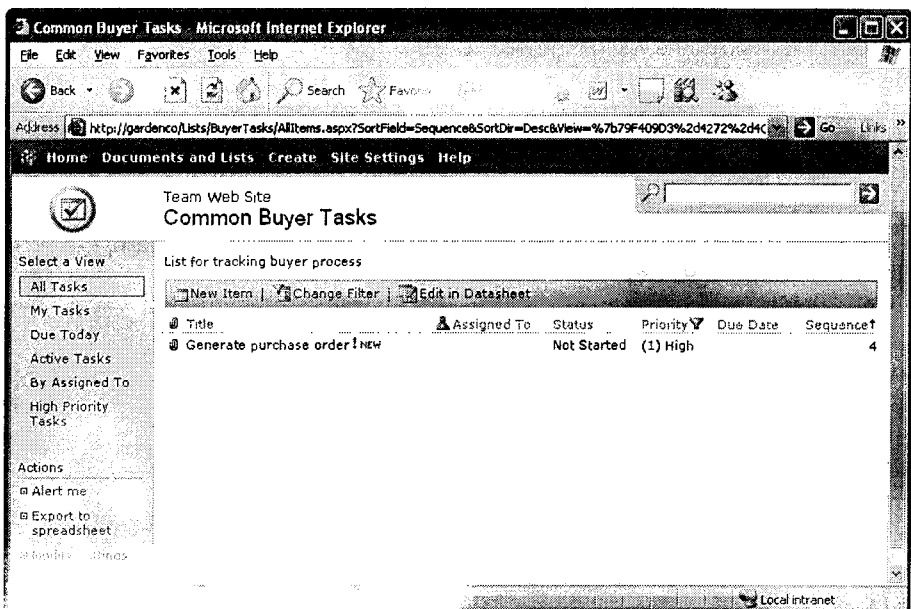 Common Buyer Tasks - Microsoft Internet Explorer
File Edit View Favorites Tools Help
Back Search
Address http://gardenco/Lists/BuyerTasks/AllItems.aspx?SortField=Sequence&SortDir=Desc&View=%7b79F409D3%2d4272%2d4C Go Links »
Home Documents and Lists Create Site Settings Help
Team Web Site
Common Buyer Tasks
Select a View
List for tracking buyer process
All Tasks
New Item | Change Filter | Edit in Datasheet
My Tasks
Title Assigned To Status Priority Due Date Sequence
Due Today
Generate purchase order ! NEW Not Started (1) High 4
Active Tasks
By Assigned To
High Priority
Tasks
Actions
Alert me
Export to
spreadsheet
Local intranet